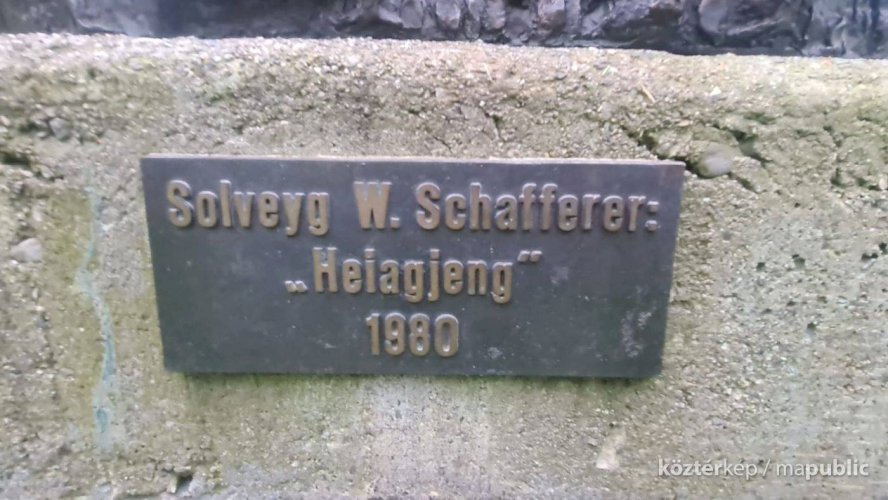 Solveyg W. Schafferer:
„Heiagjeng“
1980
köztérkép / mapublic